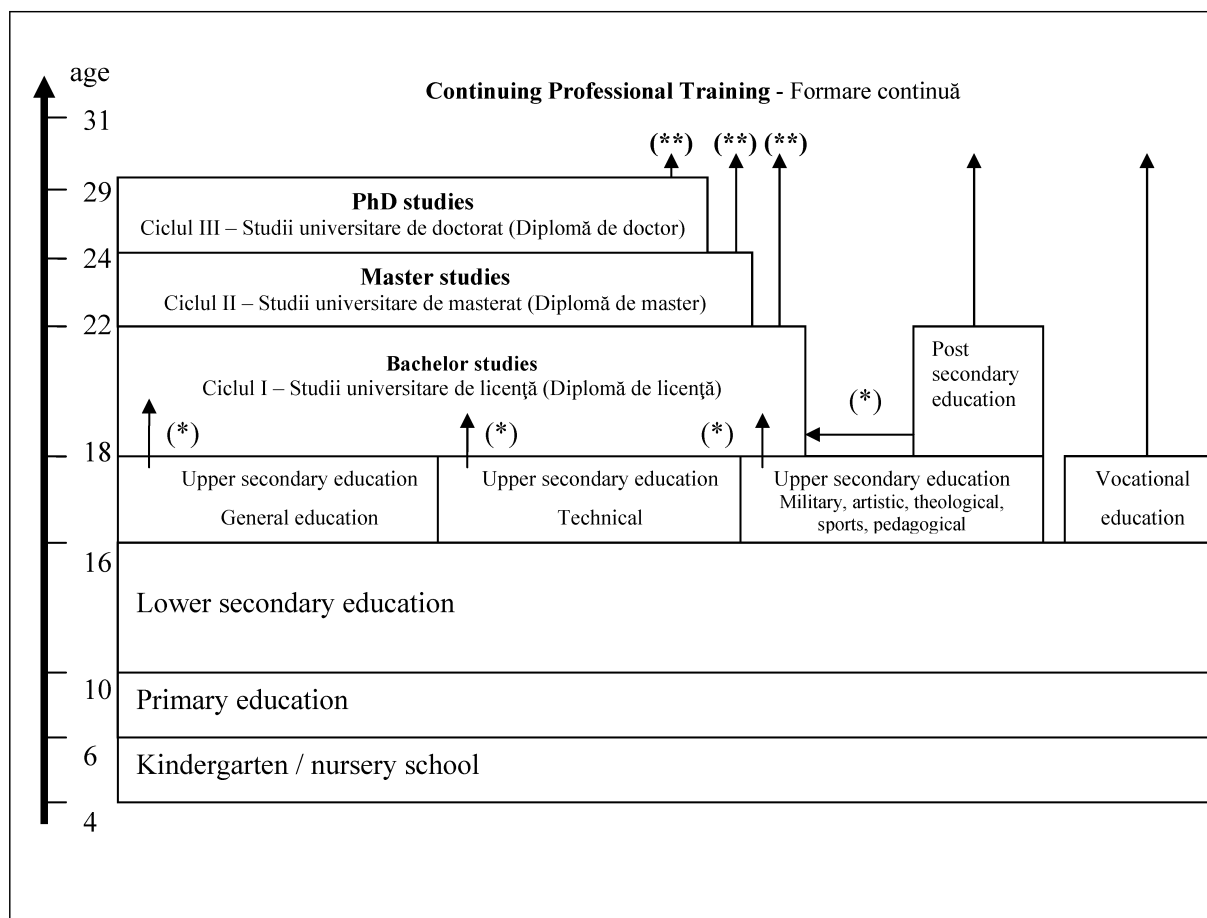 age
Continuing Professional Training - Formare continuă
31
(**) (**) (**)
29
PhD studies
Ciclul III – Studii universitare de doctorat (Diplomă de doctor)
24
Master studies
Ciclul II – Studii universitare de masterat (Diplomă de master)
22
Bachelor studies
Ciclul I – Studii universitare de licenţă (Diplomă de licenţă)
Post
secondary
education
(*)
(*)
(*)
(*)
18
Upper secondary education
General education
Upper secondary education
Technical
Upper secondary education
Military, artistic, theological,
sports, pedagogical
Vocational
education
16
Lower secondary education
10
Primary education
6
Kindergarten / nursery school
4